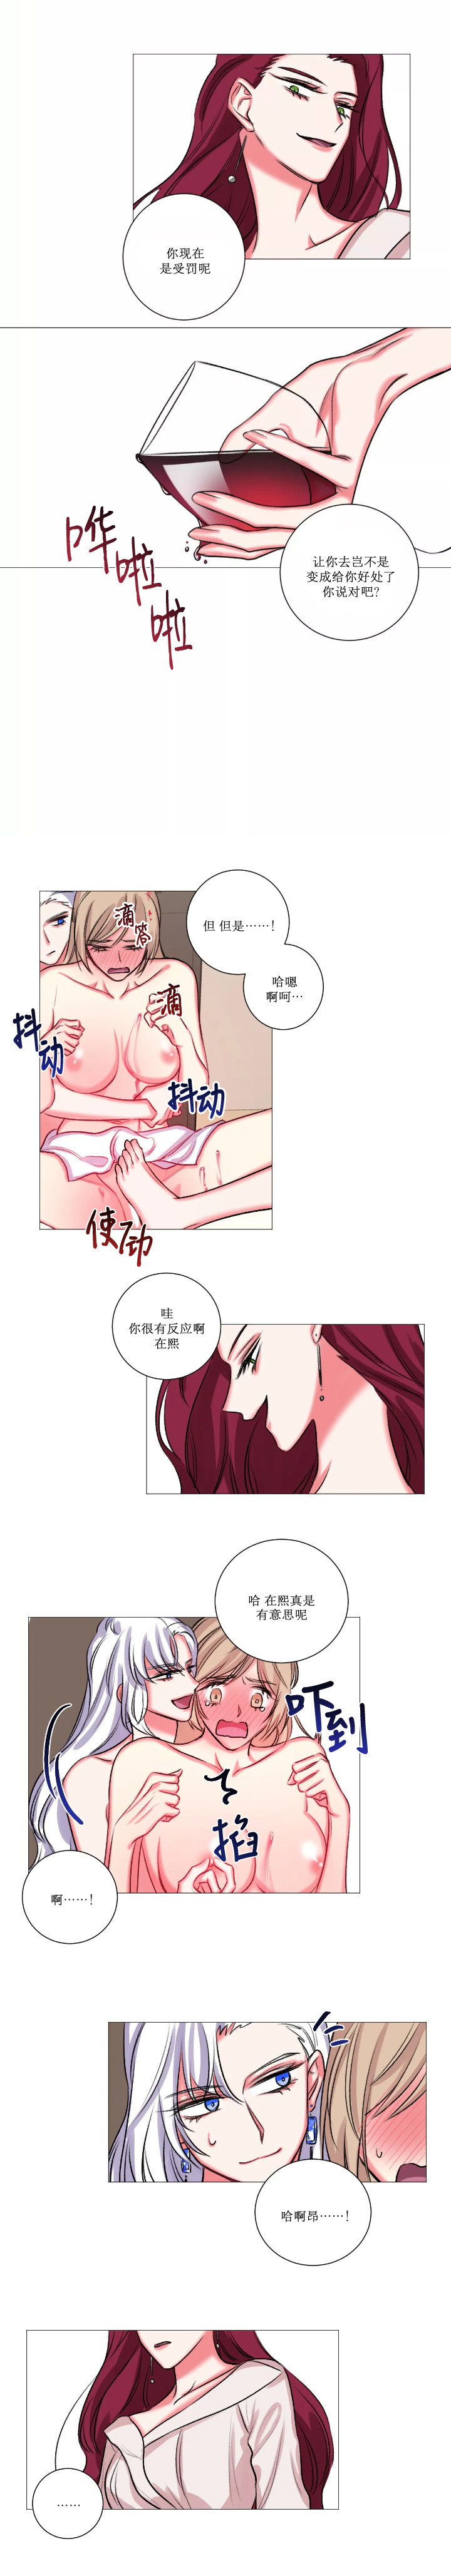 你现在
是受罚呢
哗
啦
啦
让你去岂不是
变成给你好处了
你说对吧?
滴
答
但 但是……!
哈嗯
啊呵…
滴
抖
动
抖动
使
动
哇
你很有反应啊
在熙
哈 在熙真是
有意思呢
吓
到
掐
啊……!
哈啊昂……!
……